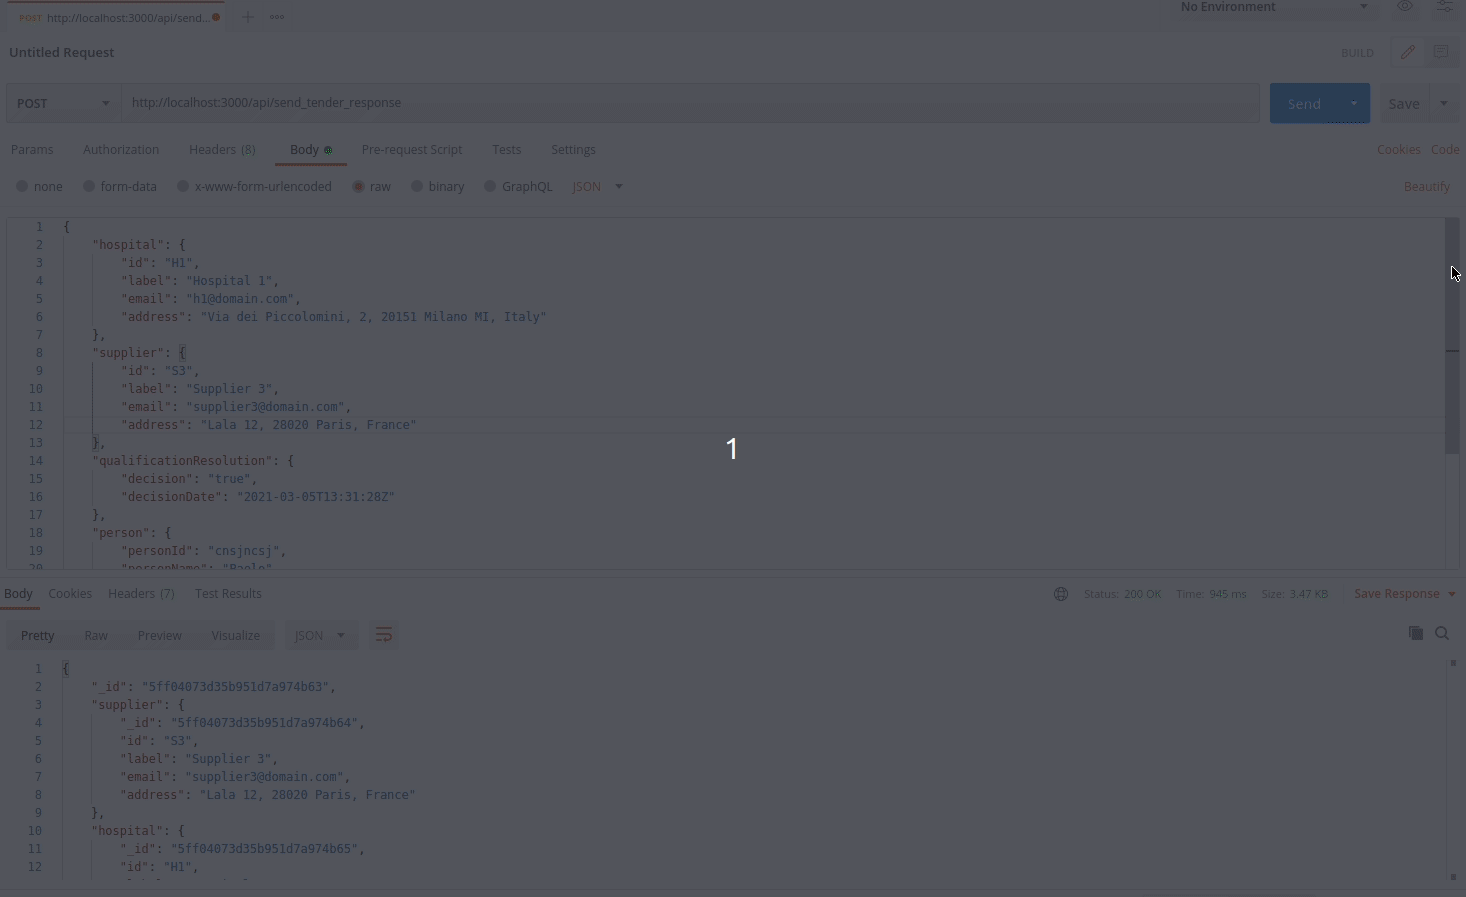 POST http://localhost:3000/api/send... + ooo No Environment
Untitled Request BUILD
POST http://localhost:3000/api/send_tender_response Send Save
Params Authorization Headers (8) Body Pre-request Script Tests Settings Cookies Code
none form-data x-www-form-urlencoded raw binary GraphQL JSON Beautify
1 {
2 "hospital": {
3 "id": "H1",
4 "label": "Hospital 1",
5 "email": "h1@domain.com",
6 "address": "Via dei Piccolomini, 2, 20151 Milano MI, Italy"
7 },
8 "supplier": {
9 "id": "S3",
10 "label": "Supplier 3",
11 "email": "supplier3@domain.com",
12 "address": "Lala 12, 28020 Paris, France"
13 },
1
14 "qualificationResolution": {
15 "decision": "true",
16 "decisionDate": "2021-03-05T13:31:28Z"
17 },
18 "person": {
19 "personId": "cnsjncsj",
20 "personName": "Paolo"
Body Cookies Headers (7) Test Results Status: 200 OK Time: 945 ms Size: 3.47 KB Save Response
Pretty Raw Preview Visualize JSON
1 {
2 "_id": "5ff04073d35b951d7a974b63",
3 "supplier": {
4 "_id": "5ff04073d35b951d7a974b64",
5 "id": "S3",
6 "label": "Supplier 3",
7 "email": "supplier3@domain.com",
8 "address": "Lala 12, 28020 Paris, France"
9 },
10 "hospital": {
11 "_id": "5ff04073d35b951d7a974b65",
12 "id": "H1",